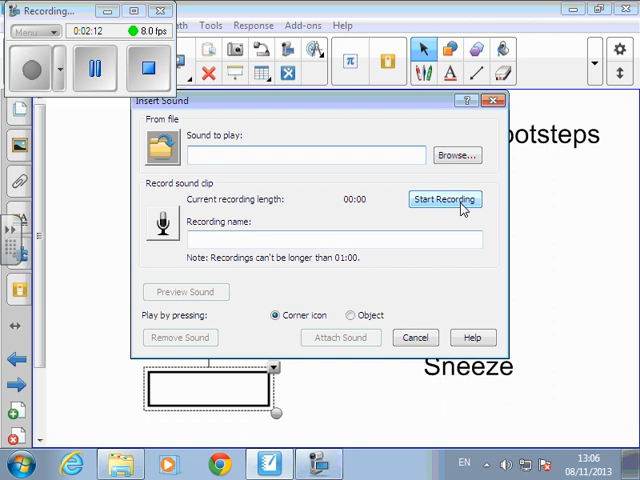 Recording...
Menu
0:02:12
8.0 fps
Math
Tools
Response
Add-ons
Help
Insert Sound
From file
Sound to play:
Browse...
Record sound clip
Current recording length:
00:00
Start Recording
Recording name:
Note: Recordings can't be longer than 01:00.
Preview Sound
Play by pressing:
Corner icon
Object
Remove Sound
Attach Sound
Cancel
Help
ootsteps
Sneeze
EN
13:06
08/11/2013